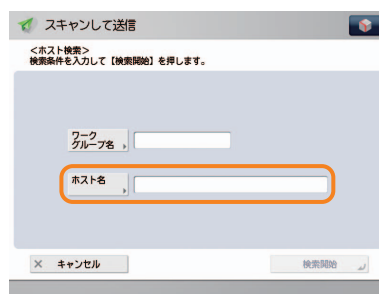 スキャンして送信
<ホスト検索>
検索条件を入力して【検索開始】を押します。
ワーク
グループ名
ホスト名
× キャンセル
検索開始